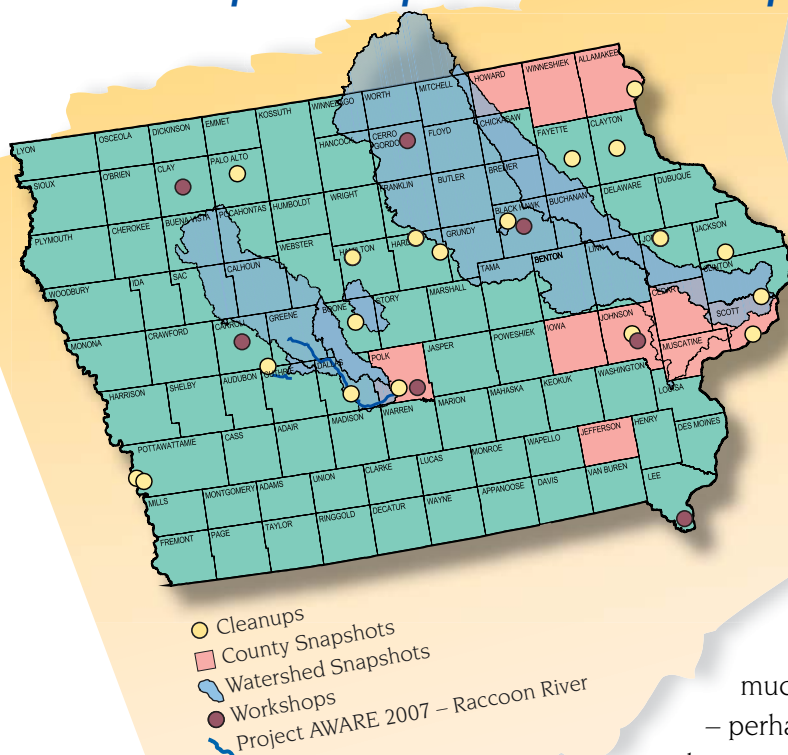 ALLAMAKEE
WINNESHIEK
HOWARD
MITCHELL
WORTH
WINNEBAGO
KOSSUTH
EMMET
DICKINSON
OSCEOLA
LYON
CHICKASAW
FAYETTE
CLAYTON
FLOYD
CERRO GORDO
HANCOCK
PALO ALTO
CLAY
O'BRIEN
SIOUX
BREMER
BUTLER
FRANKLIN
WRIGHT
HUMBOLDT
POCAHONTAS
BUENA VISTA
CHEROKEE
PLYMOUTH
DUBUQUE
DELAWARE
BUCHANAN
BLACK HAWK
GRUNDY
HARDIN
HAMILTON
WEBSTER
CALHOUN
SAC
IDA
WOODBURY
JACKSON
JONES
LINN
BENTON
TAMA
MARSHALL
STORY
BOONE
GREENE
CARROLL
CRAWFORD
MONONA
CLINTON
SCOTT
CEDAR
MUSCATINE
JOHNSON
IOWA
POWESHIEK
JASPER
POLK
DALLAS
GUTHRIE
AUDUBON
SHELBY
HARRISON
LOUISA
WASHINGTON
KEOKUK
MAHASKA
MARION
WARREN
MADISON
ADAIR
CASS
POTTAWATTAMIE
DES MOINES
HENRY
JEFFERSON
WAPELLO
MONROE
LUCAS
CLARKE
UNION
ADAMS
MONTGOMERY
MILLS
LEE
VAN BUREN
DAVIS
APPANOOSE
WAYNE
DECATUR
RINGGOLD
TAYLOR
PAGE
FREMONT
Cleanups
County Snapshots
Watershed Snapshots
Workshops
Project AWARE 2007 – Raccoon River